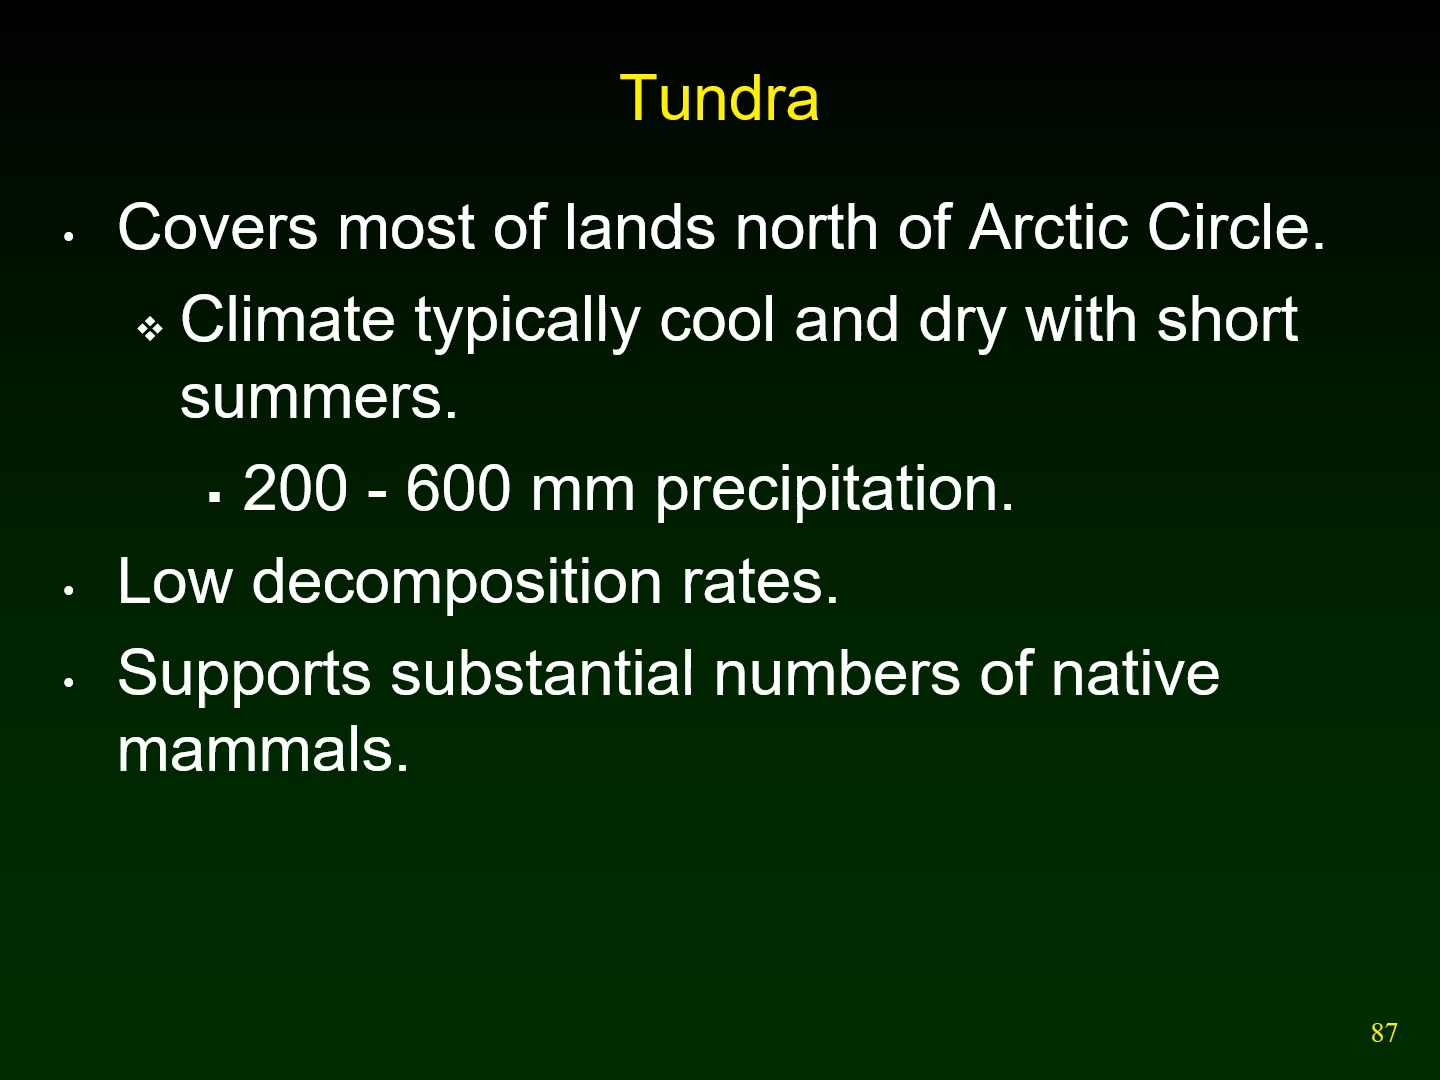 Tundra
• Covers most of lands north of Arctic Circle.
❖ Climate typically cool and dry with short
summers.
▪ 200 - 600 mm precipitation.
• Low decomposition rates.
• Supports substantial numbers of native
mammals.
87